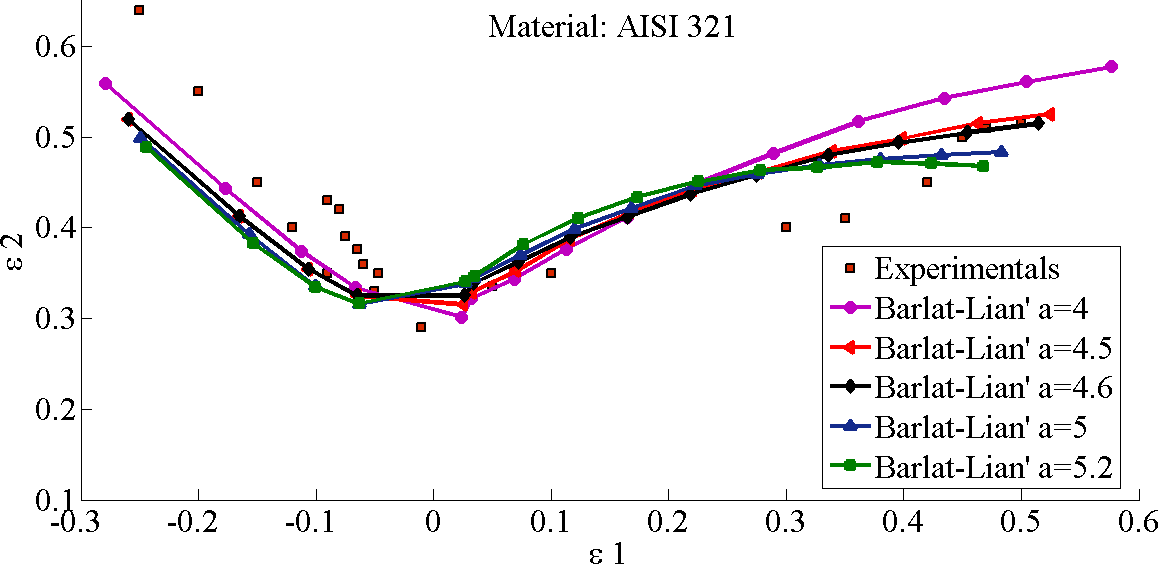 Material: AISI 321
0.6
0.5
0.4
0.3
0.2
0.1
ε 2
-0.3
-0.2
-0.1
0
0.1
0.2
0.3
0.4
0.5
0.6
ε 1
Experimentals
Barlat-Lian' a=4
Barlat-Lian' a=4.5
Barlat-Lian' a=4.6
Barlat-Lian' a=5
Barlat-Lian' a=5.2